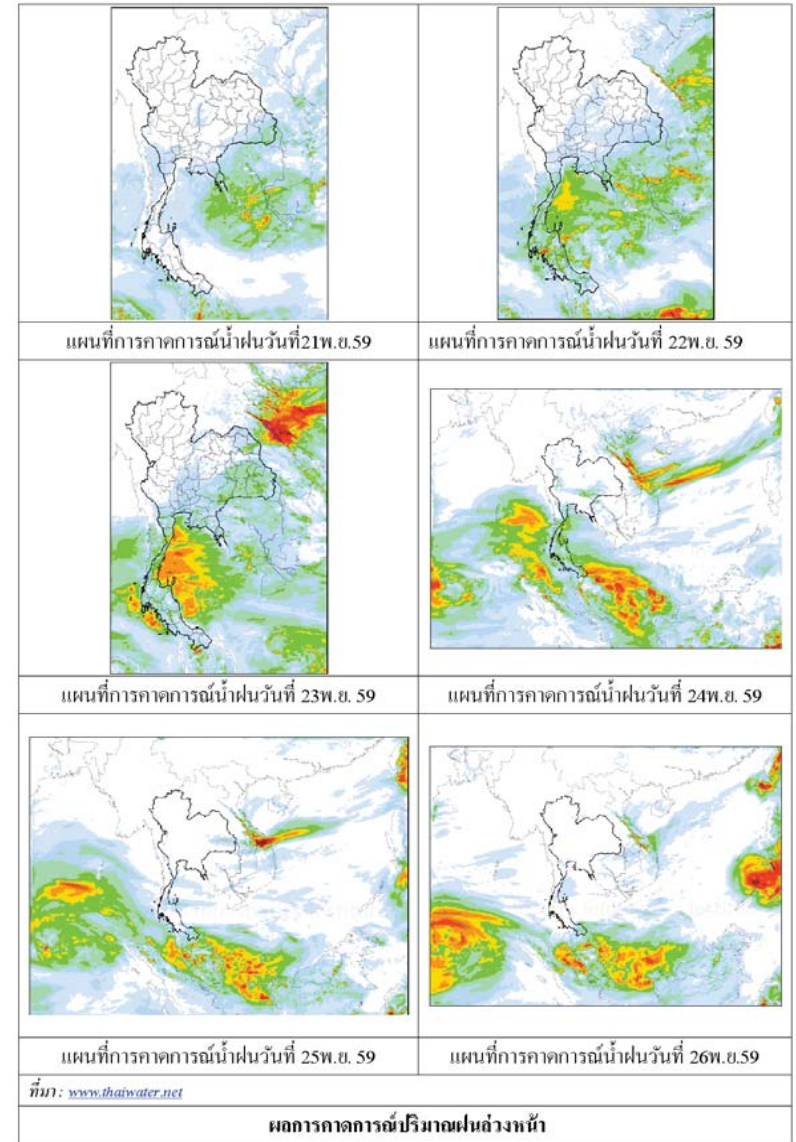 แผนที่การคาดการณ์น้ำฝนวันที่21พ.ย.59
แผนที่การคาดการณ์น้ำฝนวันที่ 22พ.ย. 59
แผนที่การคาดการณ์น้ำฝนวันที่ 23พ.ย. 59
แผนที่การคาดการณ์น้ำฝนวันที่ 24พ.ย. 59
แผนที่การคาดการณ์น้ำฝนวันที่ 25พ.ย. 59
แผนที่การคาดการณ์น้ำฝนวันที่ 26พ.ย.59
ที่มา : www.thaiwater.net
ผลการคาดการณ์ปริมาณฝนล่วงหน้า